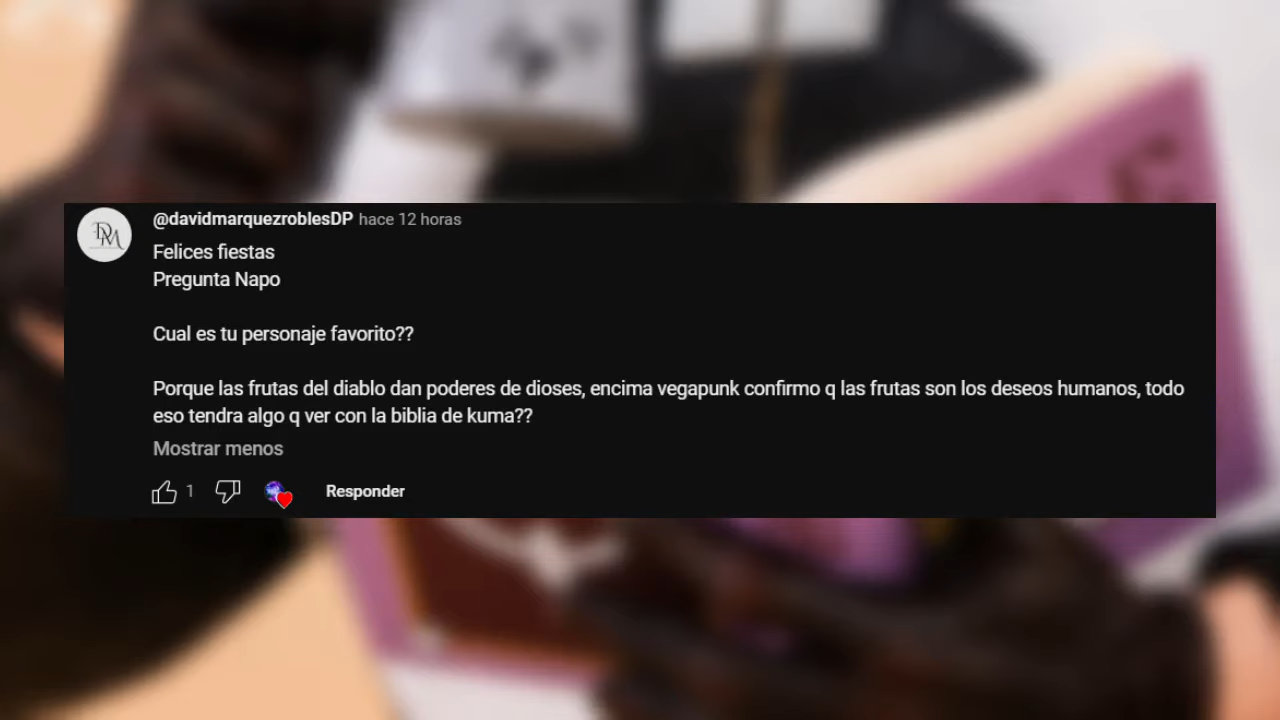 @davidmarquezroblesDP hace 12 horas
Felices fiestas
Pregunta Napo
Cual es tu personaje favorito??
Porque las frutas del diablo dan poderes de dioses, encima vegapunk confirmo q las frutas son los deseos humanos, todo
eso tendra algo q ver con la biblia de kuma??
Mostrar menos
1
Responder